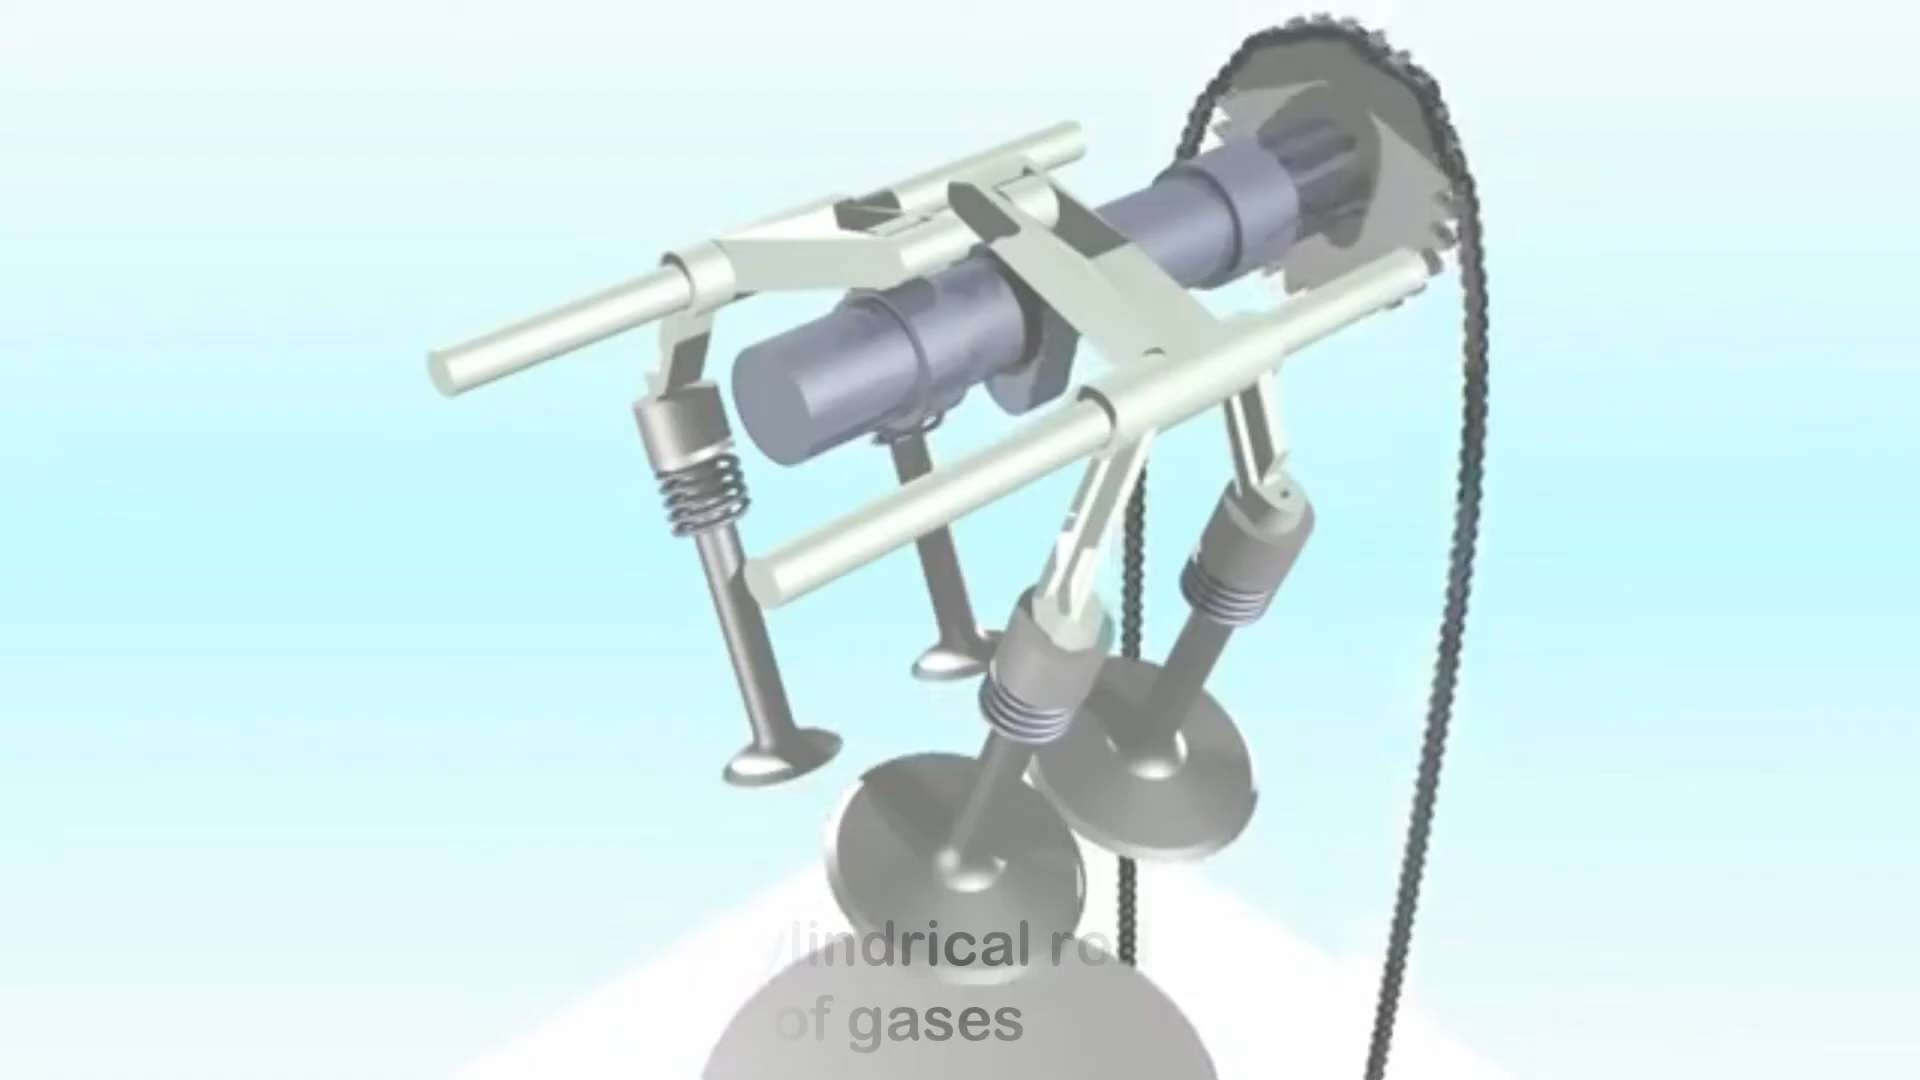 ylindrical ro
of gases